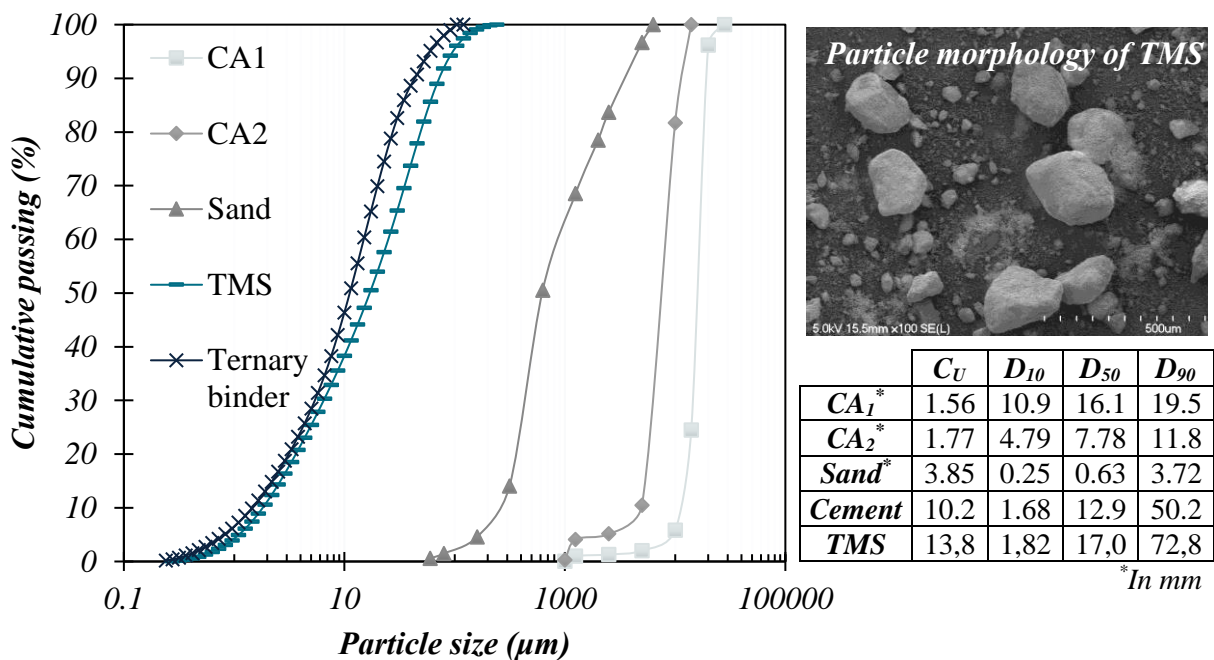 100
90
80
70
60
50
40
30
20
10
0
Cumulative passing (%)
CA1
CA2
Sand
TMS
Ternary
binder
0.1 10 1000 100000
Particle size (µm)
Particle morphology of TMS
5.0kV 15.5mm x100 SE(L) 500um
C_U D_10 D_50 D_90
CA_1^* 1.56 10.9 16.1 19.5
CA_2^* 1.77 4.79 7.78 11.8
Sand^* 3.85 0.25 0.63 3.72
Cement 10.2 1.68 12.9 50.2
TMS 13,8 1,82 17,0 72,8
^*In mm